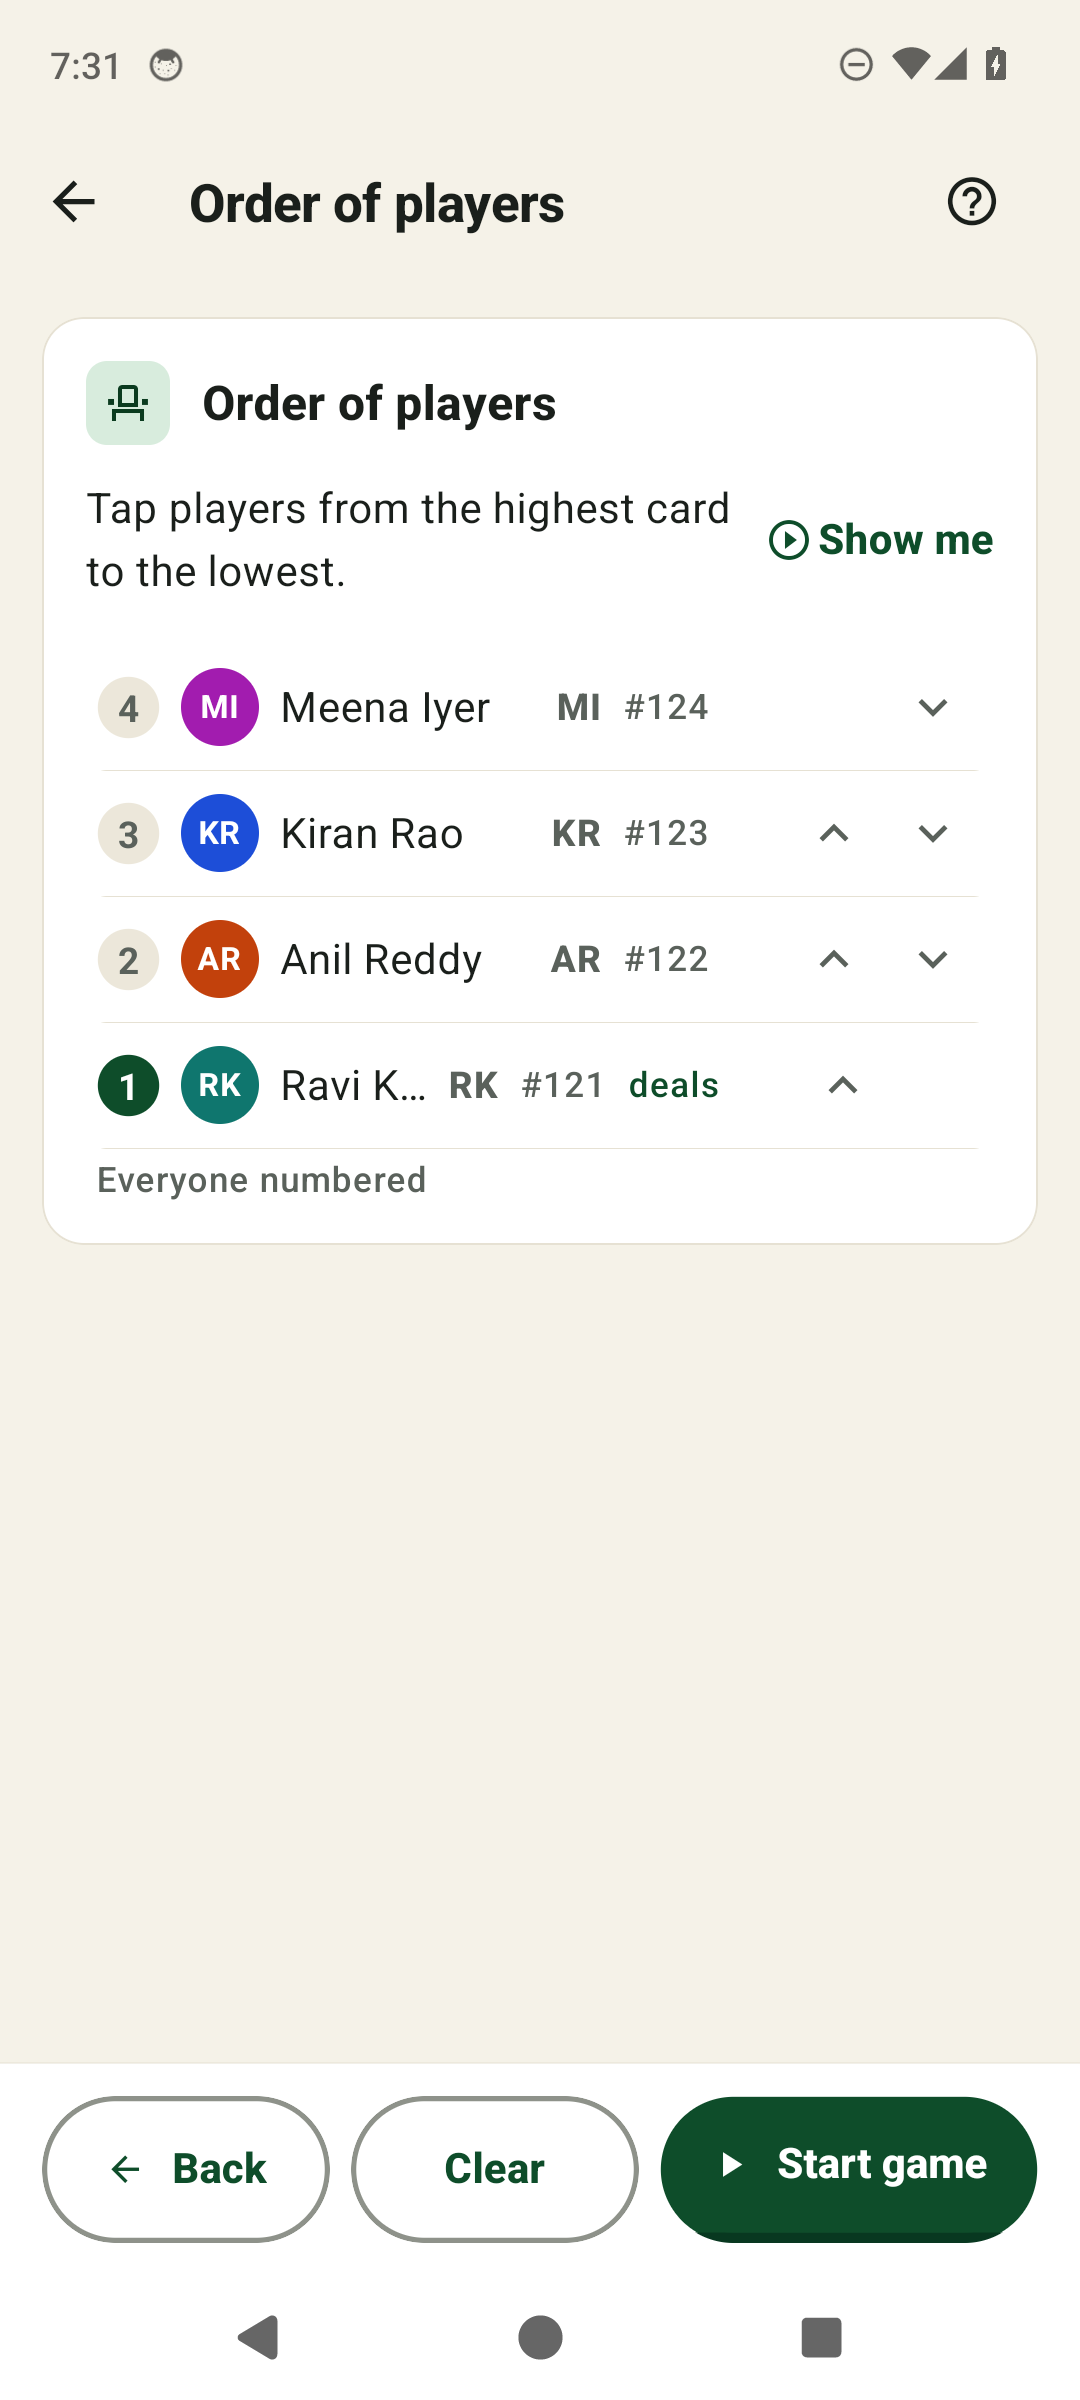 7:31
Order of players
Order of players
Tap players from the highest card
to the lowest.
Show me
4 MI Meena Iyer MI #124
3 KR Kiran Rao KR #123
2 AR Anil Reddy AR #122
1 RK Ravi K... RK #121 deals
Everyone numbered
Back Clear Start game